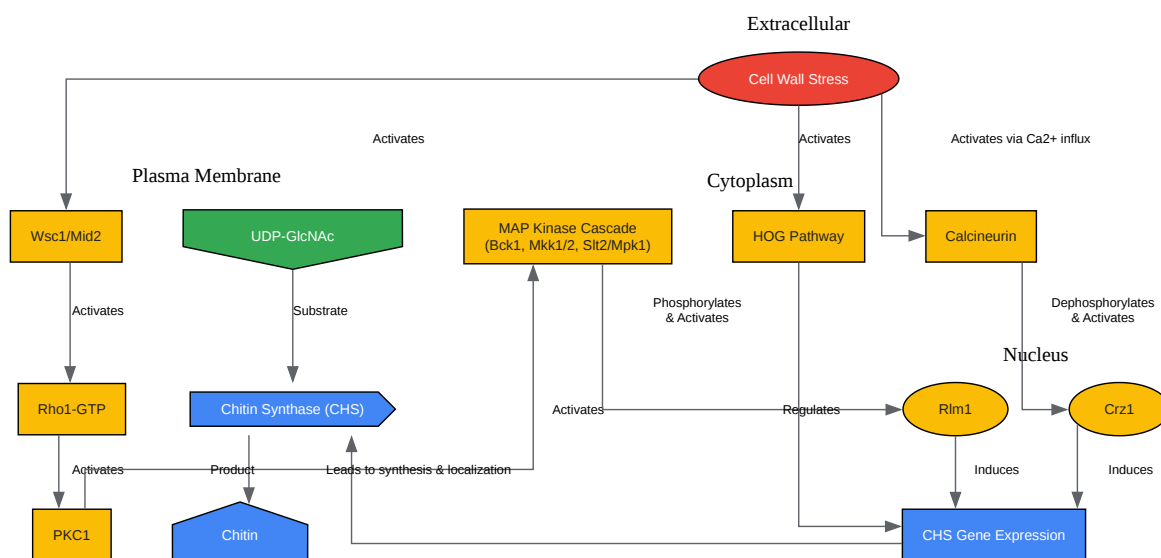 Extracellular
Cell Wall Stress
Activates
Activates
Activates via Ca2+ influx
Plasma Membrane
Cytoplasm
Wsc1/Mid2
UDP-GlcNAc
MAP Kinase Cascade
(Bck1, Mkk1/2, Slt2/Mpk1)
HOG Pathway
Calcineurin
Activates
Substrate
Phosphorylates
& Activates
Dephosphorylates
& Activates
Nucleus
Rho1-GTP
Chitin Synthase (CHS)
Activates
Regulates
Rlm1
Crz1
Activates
Product
Leads to synthesis & localization
Induces
Induces
PKC1
Chitin
CHS Gene Expression